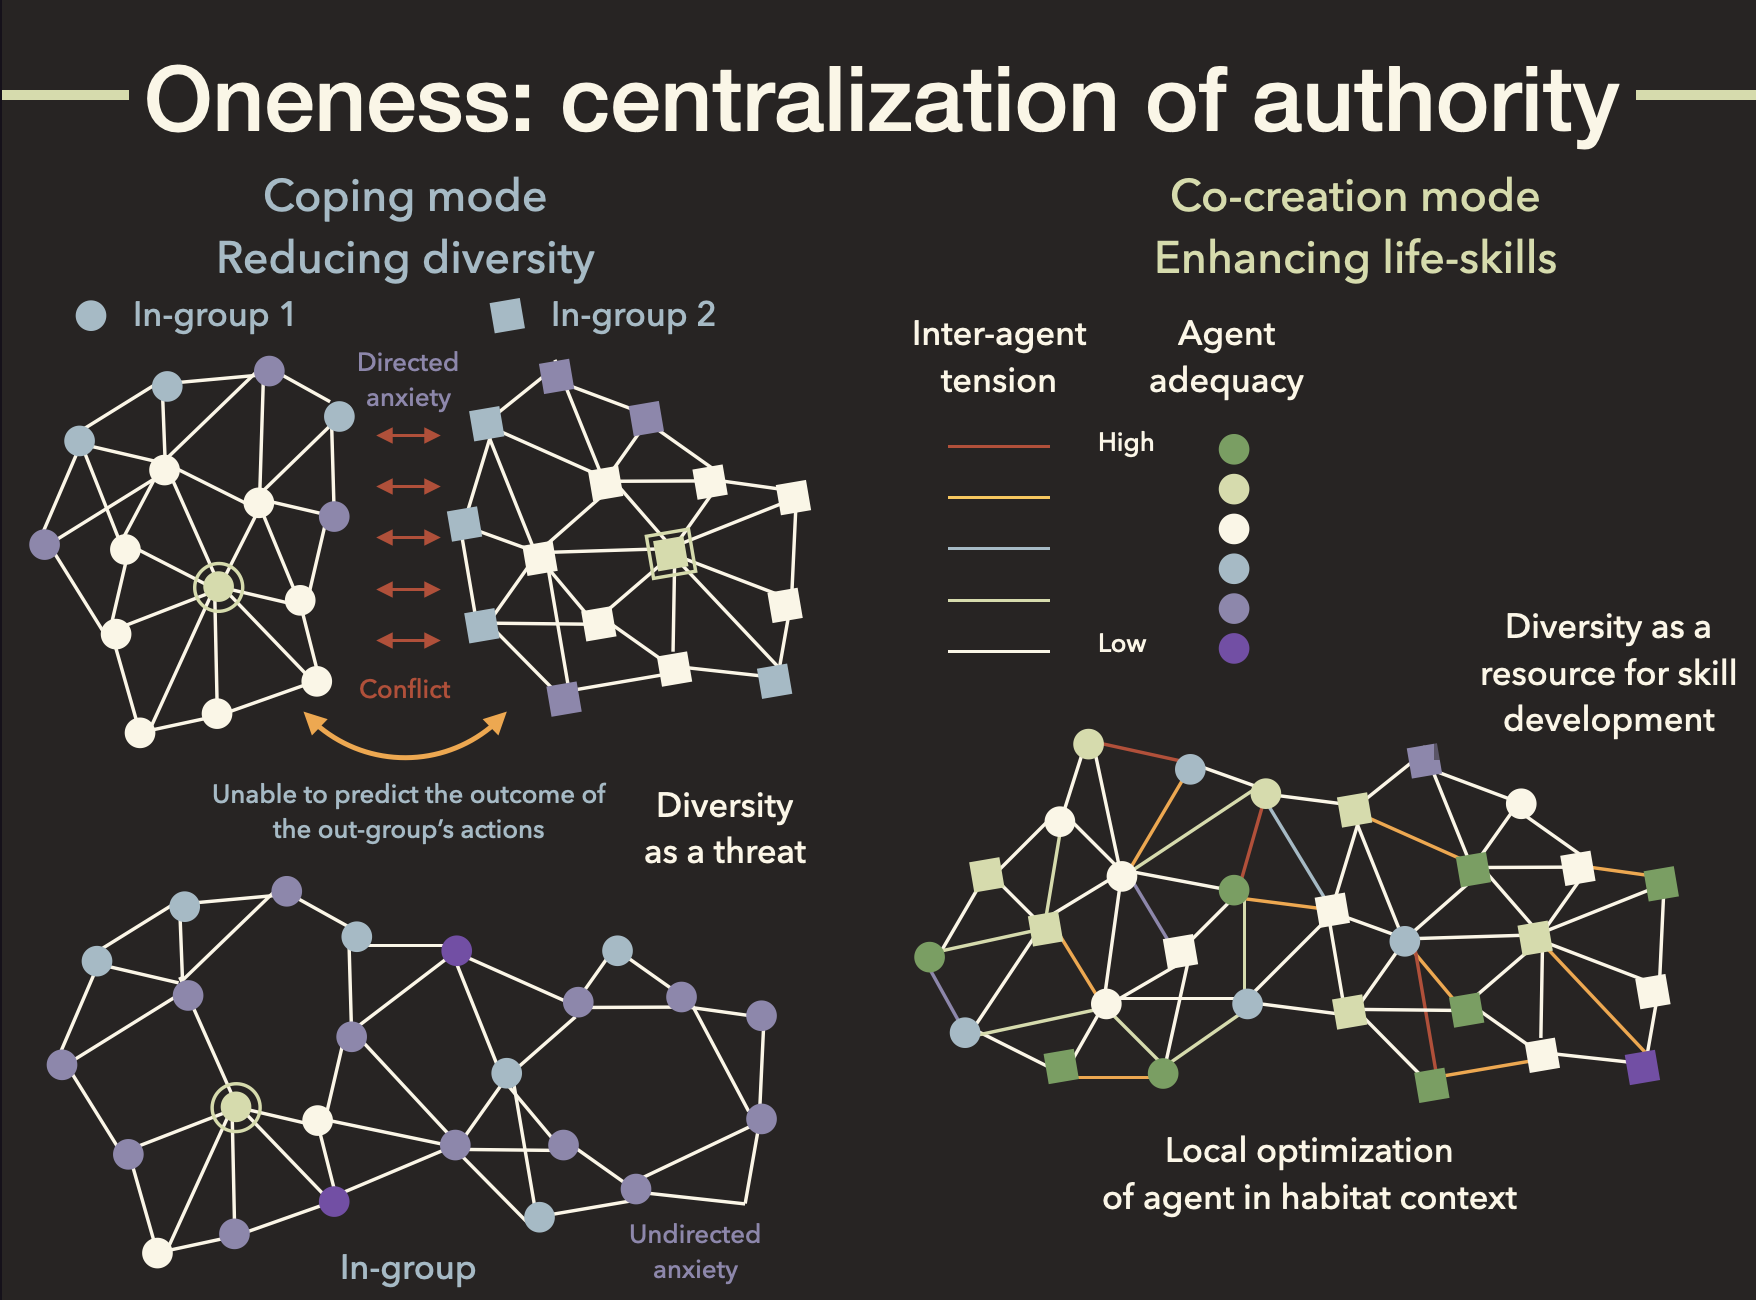 Oneness: centralization of authority
Coping mode
Reducing diversity
In-group 1
In-group 2
Directed
anxiety
Conflict
Unable to predict the outcome of
the out-group's actions
Diversity
as a threat
In-group
Undirected
anxiety
Co-creation mode
Enhancing life-skills
Inter-agent
tension
Agent
adequacy
High
Low
Diversity as a
resource for skill
development
Local optimization
of agent in habitat context